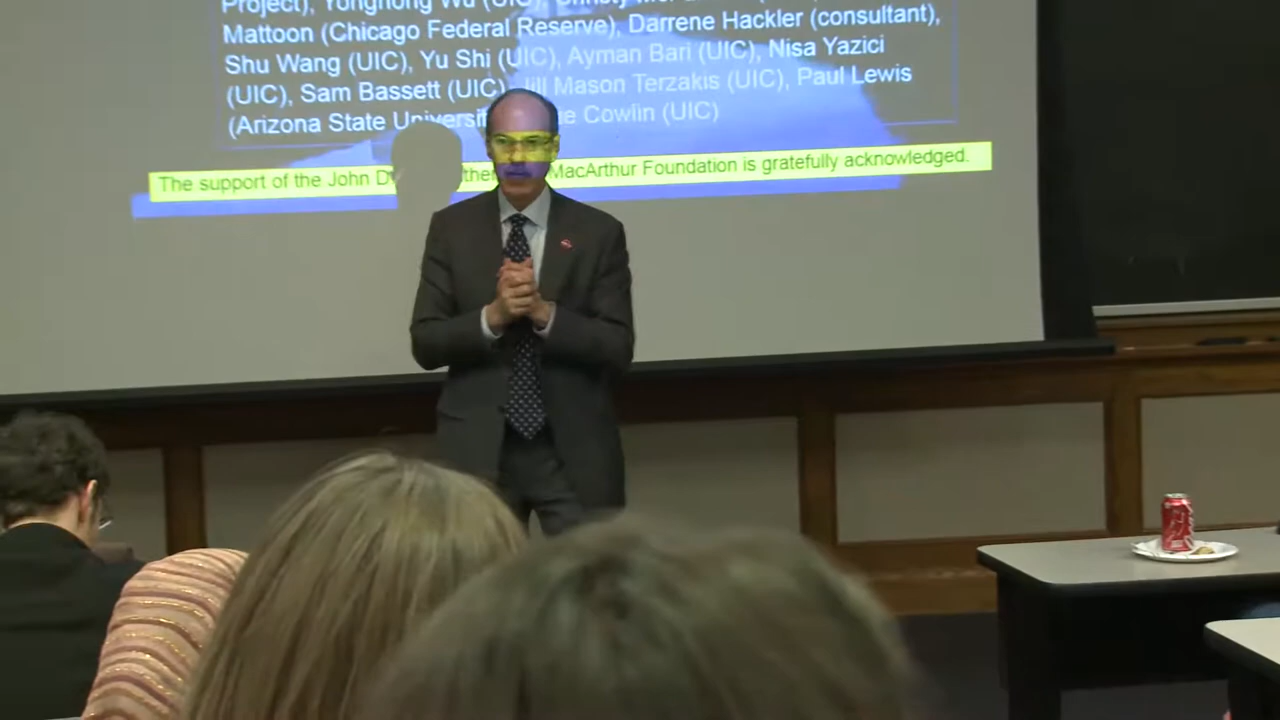 Project), Yonghong Wu (UIC), Christy
Mattoon (Chicago Federal Reserve), Darrene Hackler (consultant),
Shu Wang (UIC), Yu Shi (UIC), Ayman Bari (UIC), Nisa Yazici
(UIC), Sam Bassett (UIC), Jill Mason Terzakis (UIC), Paul Lewis
(Arizona State Cowlin (UIC)
The support of the John MacArthur Foundation is gratefully acknowledged.